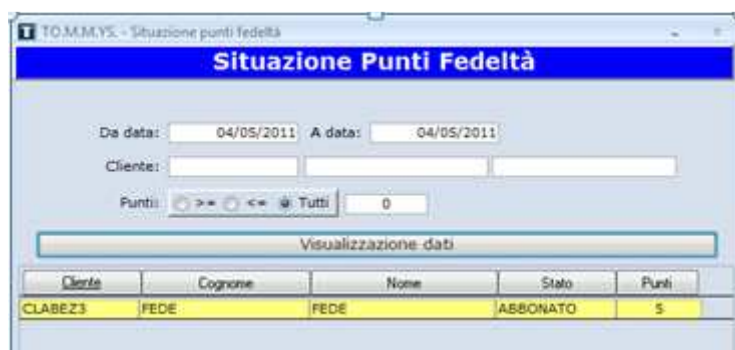 TO.M.M.YS. - Situazione punti fedeltà
Situazione Punti Fedeltà
Da data: 04/05/2011 A data: 04/05/2011
Cliente:
Punti: >= <= Tutti 0
Visualizzazione dati
Cliente Cognome Nome Stato Punti
CLABEZ3 FEDE FEDE ABBONATO 5